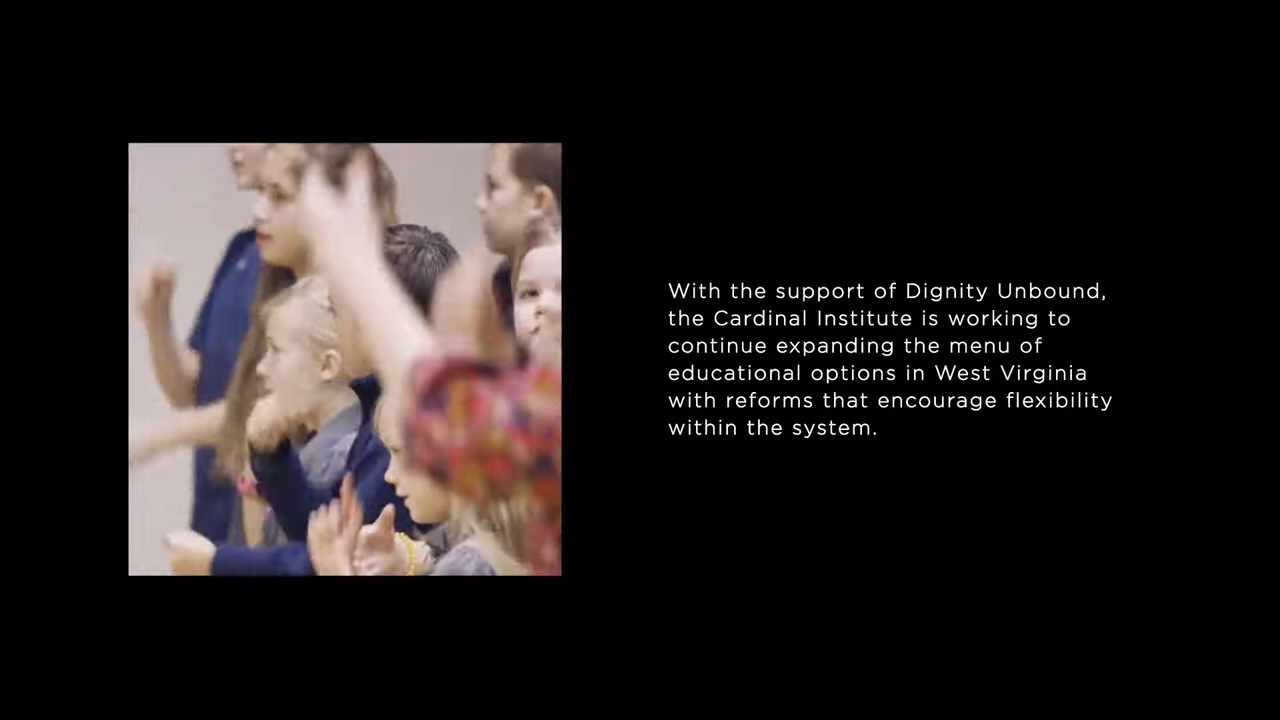 With the support of Dignity Unbound,
the Cardinal Institute is working to
continue expanding the menu of
educational options in West Virginia
with reforms that encourage flexibility
within the system.